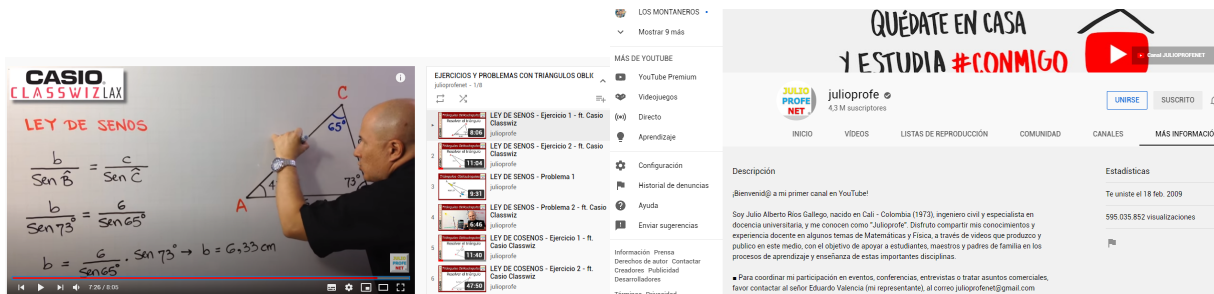 CASIO
CLASSWIZ LAX
LEY DE SENOS
b / Sen B̂ = c / Sen Ĉ
b / Sen 73° = 6 / Sen 65°
b = 6 / Sen 65° . Sen 73° → b = 6,33 cm
C
65°
A
4
73°
JULIO
PROFE
NET
7:26 / 8:05
EJERCICIOS Y PROBLEMAS CON TRIÁNGULOS OBLIC
julioprofenet - 1/8
8:06
LEY DE SENOS - Ejercicio 1 - ft. Casio
Classwiz
julioprofe
2
11:04
LEY DE SENOS - Ejercicio 2 - ft. Casio
Classwiz
julioprofe
3
9:31
LEY DE SENOS - Problema 1
julioprofe
4
6:46
LEY DE SENOS - Problema 2 - ft. Casio
Classwiz
julioprofe
5
11:40
LEY DE COSENOS - Ejercicio 1 - ft.
Casio Classwiz
julioprofe
6
47:50
LEY DE COSENOS - Ejercicio 2 - ft.
Casio Classwiz
julioprofe
LOS MONTANEROS
Mostrar 9 más
MÁS DE YOUTUBE
YouTube Premium
Videojuegos
Directo
Aprendizaje
Configuración
Historial de denuncias
Ayuda
Enviar sugerencias
Información Prensa
Derechos de autor Contactar
Creadores Publicidad
Desarrolladores
Términos Privacidad
QUÉDATE EN CASA
Y ESTUDIA #CONMIGO
Canal JULIOPROFENET
JULIO
PROFE
NET
julioprofe
4,3 M suscriptores
UNIRSE
SUSCRITO
INICIO
VÍDEOS
LISTAS DE REPRODUCCIÓN
COMUNIDAD
CANALES
MÁS INFORMACIÓ
Descripción
¡Bienvenid@ a mi primer canal en YouTube!
Soy Julio Alberto Ríos Gallego, nacido en Cali - Colombia (1973), ingeniero civil y especialista en
docencia universitaria, y me conocen como "Julioprofe". Disfruto compartir mis conocimientos y
experiencia docente en algunos temas de Matemáticas y Física, a través de videos que produzco y
publico en este medio, con el objetivo de apoyar a estudiantes, maestros y padres de familia en los
procesos de aprendizaje y enseñanza de estas importantes disciplinas.
■ Para coordinar mi participación en eventos, conferencias, entrevistas o tratar asuntos comerciales,
favor contactar al señor Eduardo Valencia (mi representante), al correo julioprofenet@gmail.com
Estadísticas
Te uniste el 18 feb. 2009
595.035.852 visualizaciones